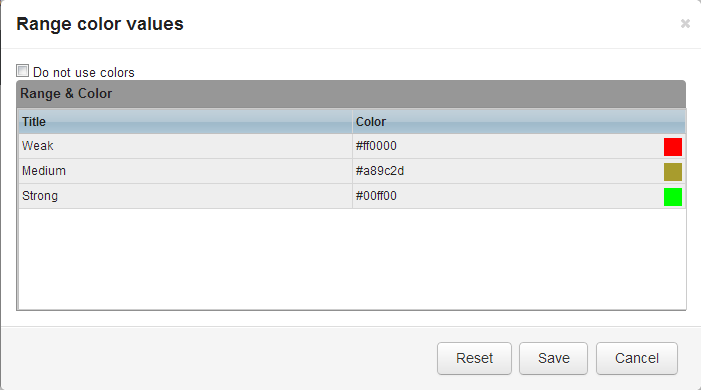 Range color values
×
Do not use colors
Range & Color
Title Color
Weak #ff0000
Medium #a89c2d
Strong #00ff00
Reset Save Cancel